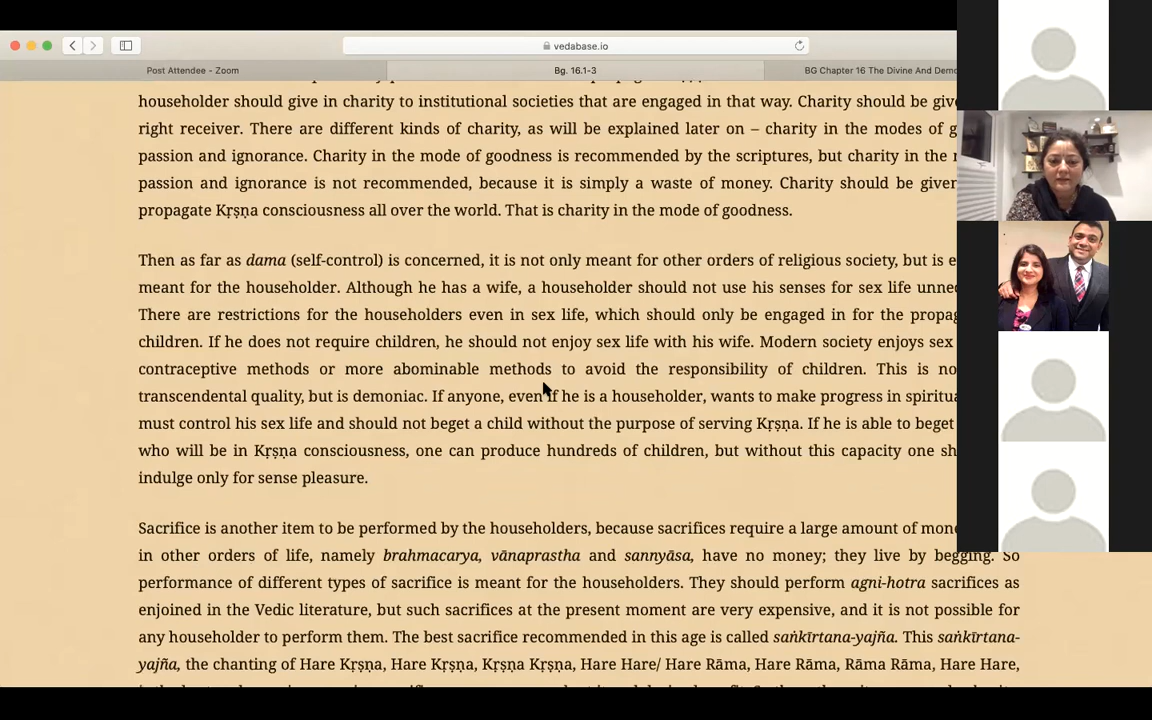 vedabase.io
Post Attendee - Zoom
Bg. 16.1-3
BG Chapter 16 The Divine And
householder should give in charity to institutional societies that are engaged in that way. Charity should be
right receiver. There are different kinds of charity, as will be explained later on – charity in the modes of
passion and ignorance. Charity in the mode of goodness is recommended by the scriptures, but charity in the
passion and ignorance is not recommended, because it is simply a waste of money. Charity should be given
propagate Kṛṣṇa consciousness all over the world. That is charity in the mode of goodness.
Then as far as dama (self-control) is concerned, it is not only meant for other orders of religious society, but is
meant for the householder. Although he has a wife, a householder should not use his senses for sex life
There are restrictions for the householders even in sex life, which should only be engaged in for the
children. If he does not require children, he should not enjoy sex life with his wife. Modern society enjoys sex
contraceptive methods or more abominable methods to avoid the responsibility of children. This is
transcendental quality, but is demoniac. If anyone, even if he is a householder, wants to make progress in
must control his sex life and should not beget a child without the purpose of serving Kṛṣṇa. If he is able to beget
who will be in Kṛṣṇa consciousness, one can produce hundreds of children, but without this capacity one
indulge only for sense pleasure.
Sacrifice is another item to be performed by the householders, because sacrifices require a large amount of
in other orders of life, namely brahmacarya, vānaprastha and sannyāsa, have no money; they live by begging. So
performance of different types of sacrifice is meant for the householders. They should perform agni-hotra sacrifices as
enjoined in the Vedic literature, but such sacrifices at the present moment are very expensive, and it is not possible for
any householder to perform them. The best sacrifice recommended in this age is called saṅkīrtana-yajña. This saṅkīrtana-
yajña, the chanting of Hare Kṛṣṇa, Hare Kṛṣṇa, Kṛṣṇa Kṛṣṇa, Hare Hare/ Hare Rāma, Hare Rāma, Rāma Rāma, Hare Hare,